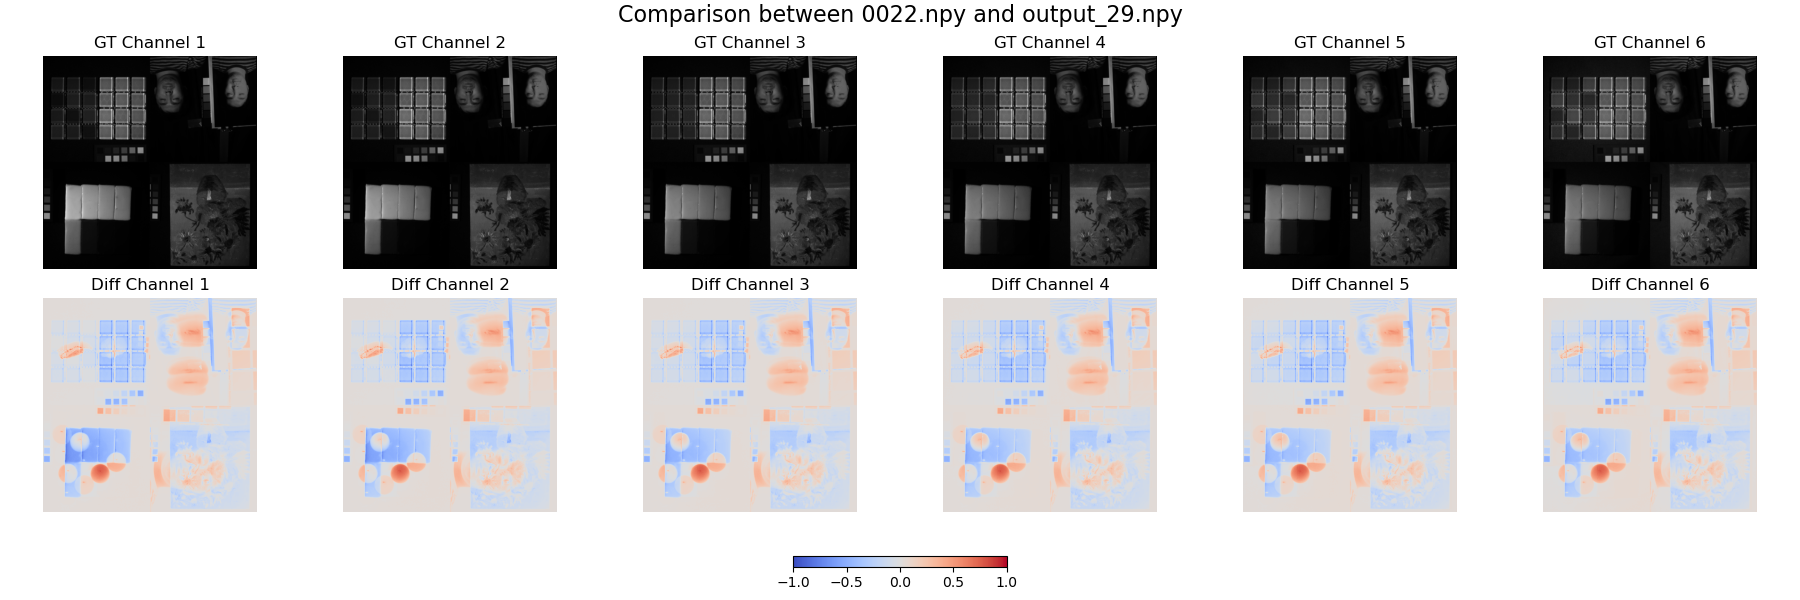 Comparison between 0022.npy and output_29.npy
GT Channel 1
GT Channel 2
GT Channel 3
GT Channel 4
GT Channel 5
GT Channel 6
Diff Channel 1
Diff Channel 2
Diff Channel 3
Diff Channel 4
Diff Channel 5
Diff Channel 6
−1.0 −0.5 0.0 0.5 1.0